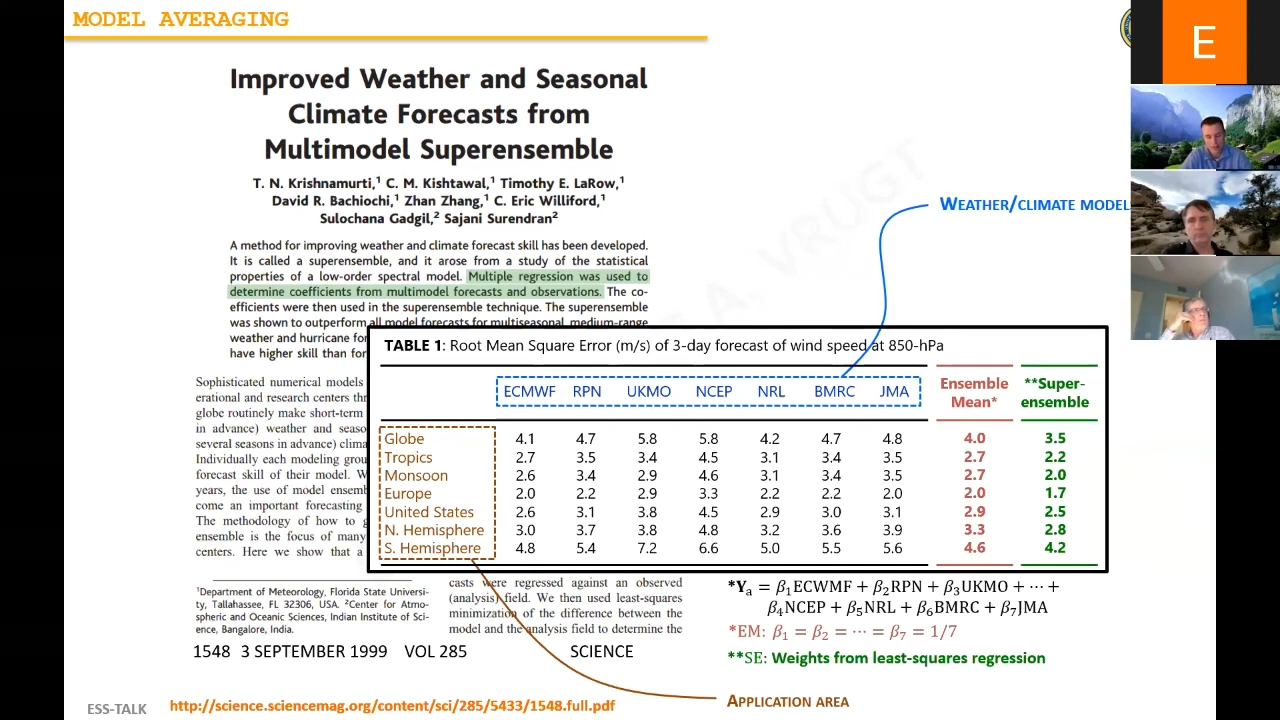 MODEL AVERAGING
E
Improved Weather and Seasonal
Climate Forecasts from
Multimodel Superensemble
T. N. Krishnamurti,¹ C. M. Kishtawal,¹ Timothy E. LaRow,¹
David R. Bachiochi,¹ Zhan Zhang,¹ C. Eric Williford,¹
Sulochana Gadgil,² Sajani Surendran²
A method for improving weather and climate forecast skill has been developed.
It is called a superensemble, and it arose from a study of the statistical
properties of a low-order spectral model. Multiple regression was used to
determine coefficients from multimodel forecasts and observations. The co-
efficients were then used in the superensemble technique. The superensemble
was shown to outperform all model forecasts for multiseasonal, medium-range
weather and hurricane for
have higher skill than for
Sophisticated numerical models
erational and research centers thr
globe routinely make short-term
in advance) weather and seaso
several seasons in advance) clima
Individually each modeling grou
forecast skill of their model. W
years, the use of model ensemb
come an important forecasting
The methodology of how to g
ensemble is the focus of many
centers. Here we show that a
¹Department of Meteorology, Florida State Universi-
ty, Tallahassee, FL 32306, USA. ²Center for Atmo-
spheric and Oceanic Sciences, Indian Institute of Sci-
ence, Bangalore, India.
casts were regressed against an observed
(analysis) field. We then used least-squares
minimization of the difference between the
model and the analysis field to determine the
1548 3 SEPTEMBER 1999 VOL 285 SCIENCE
WEATHER/CLIMATE MODEL
A. VRUGT
TABLE 1: Root Mean Square Error (m/s) of 3-day forecast of wind speed at 850-hPa
ECMWF RPN UKMO NCEP NRL BMRC JMA Ensemble Mean* **Super-ensemble
Globe 4.1 4.7 5.8 5.8 4.2 4.7 4.8 4.0 3.5
Tropics 2.7 3.5 3.4 4.5 3.1 3.4 3.5 2.7 2.2
Monsoon 2.6 3.4 2.9 4.6 3.1 3.4 3.5 2.7 2.0
Europe 2.0 2.2 2.9 3.3 2.2 2.2 2.0 2.0 1.7
United States 2.6 3.1 3.8 4.5 2.9 3.0 3.1 2.9 2.5
N. Hemisphere 3.0 3.7 3.8 4.8 3.2 3.6 3.9 3.3 2.8
S. Hemisphere 4.8 5.4 7.2 6.6 5.0 5.5 5.6 4.6 4.2
*Yₐ = β₁ECWMF + β₂RPN + β₃UKMO + ⋯ +
β₄NCEP + β₅NRL + β₆BMRC + β₇JMA
*EM: β₁ = β₂ = ⋯ = β₇ = 1/7
**SE: Weights from least-squares regression
APPLICATION AREA
ESS-TALK http://science.sciencemag.org/content/sci/285/5433/1548.full.pdf